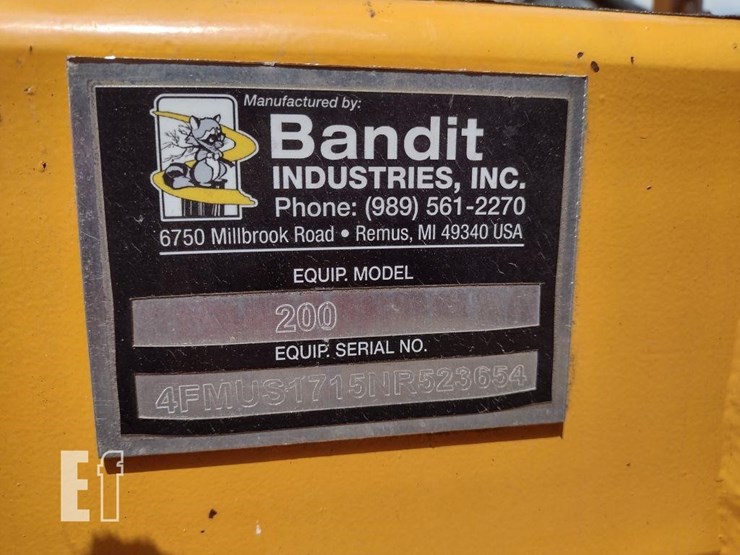 Manufactured by:
Bandit
INDUSTRIES, INC.
Phone: (989) 561-2270
6750 Millbrook Road • Remus, MI 49340 USA
EQUIP. MODEL
200
EQUIP. SERIAL NO.
4FMUS1715NR523654
Ef